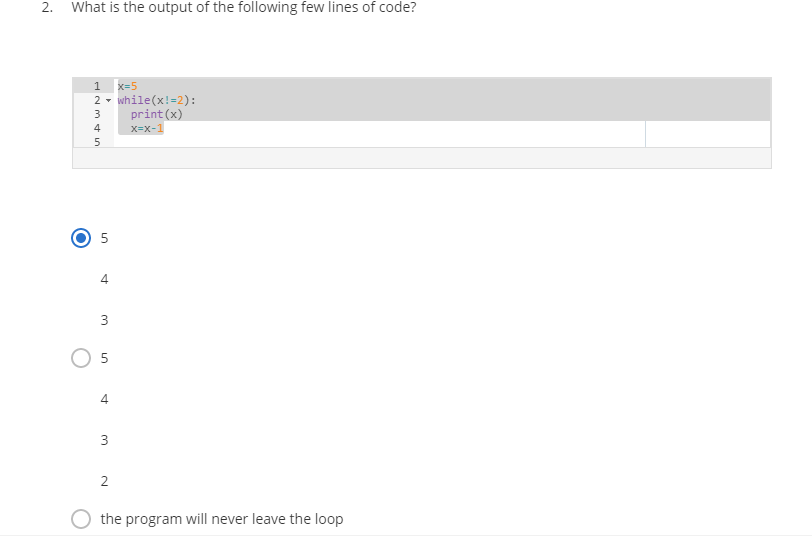 2. What is the output of the following few lines of code?
1 x=5
2 while(x!=2):
3 print(x)
4 x=x-1
5
5
4
3
5
4
3
2
the program will never leave the loop